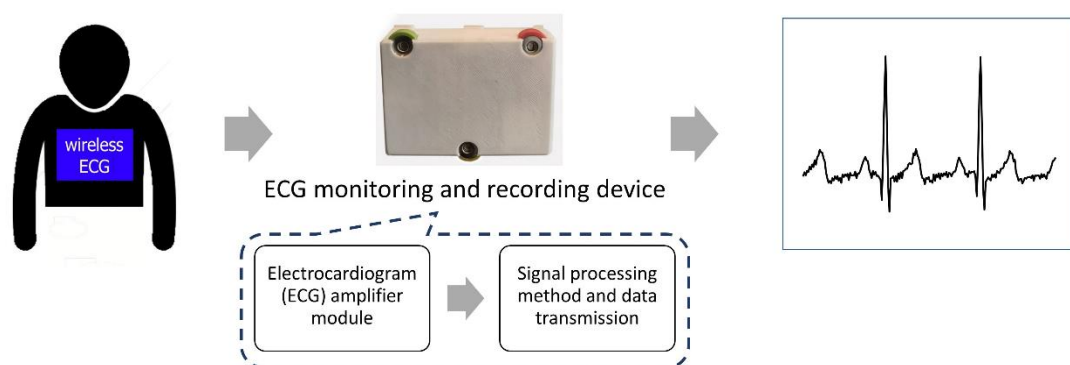 wireless
ECG
ECG monitoring and recording device
Electrocardiogram
(ECG) amplifier
module
Signal processing
method and data
transmission